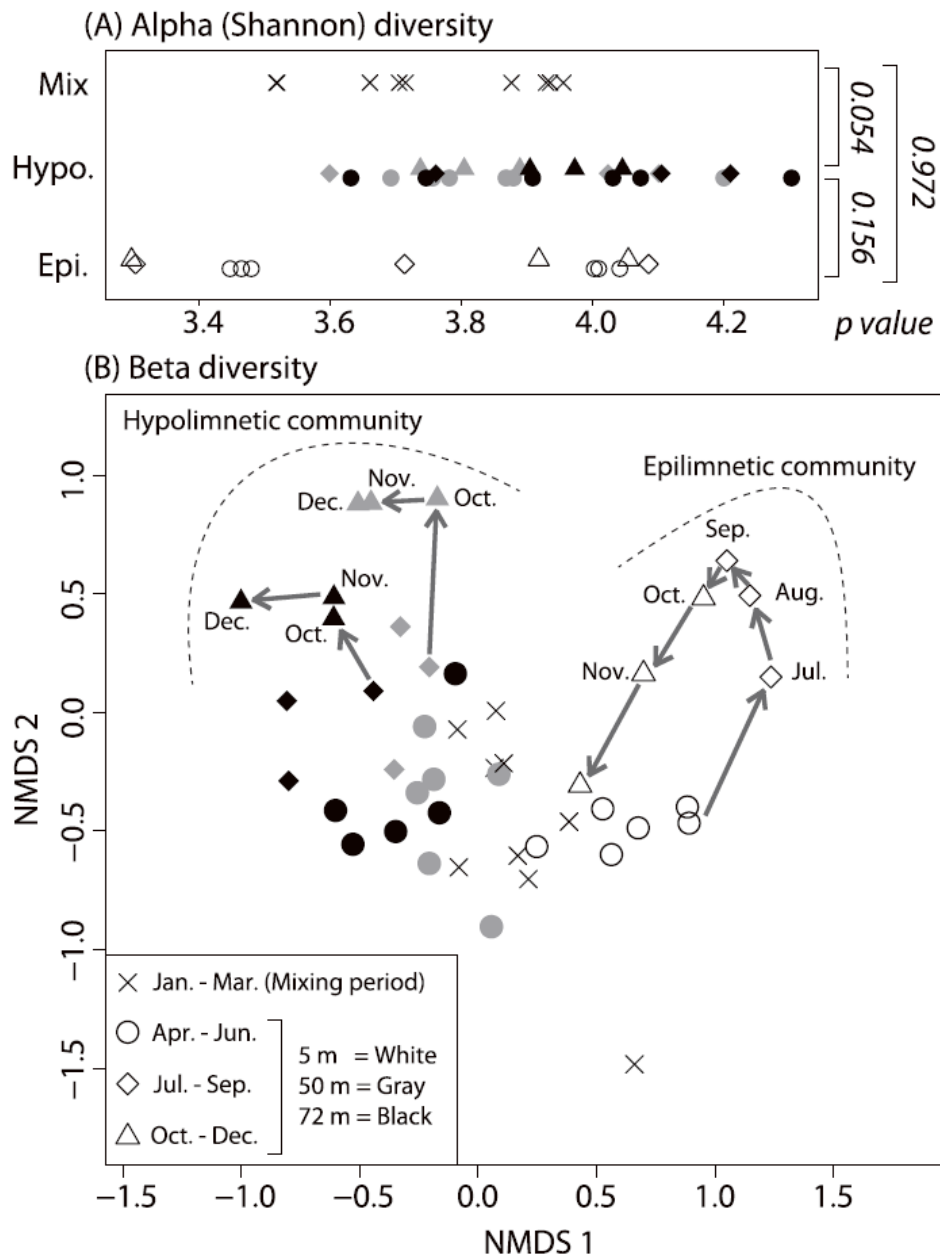 (A) Alpha (Shannon) diversity
Mix
Hypo.
Epi.
0.054
0.156
0.972
3.4 3.6 3.8 4.0 4.2 p value
(B) Beta diversity
Hypolimnetic community
Epilimnetic community
Dec. Nov. Oct.
Sep.
Oct. Aug.
Nov. Jul.
Nov.
Dec. Oct.
NMDS 2
1.0
0.5
0.0
−0.5
−1.0
−1.5
Jan. - Mar. (Mixing period)
Apr. - Jun.
Jul. - Sep.
Oct. - Dec.
5 m = White
50 m = Gray
72 m = Black
−1.5 −1.0 −0.5 0.0 0.5 1.0 1.5
NMDS 1